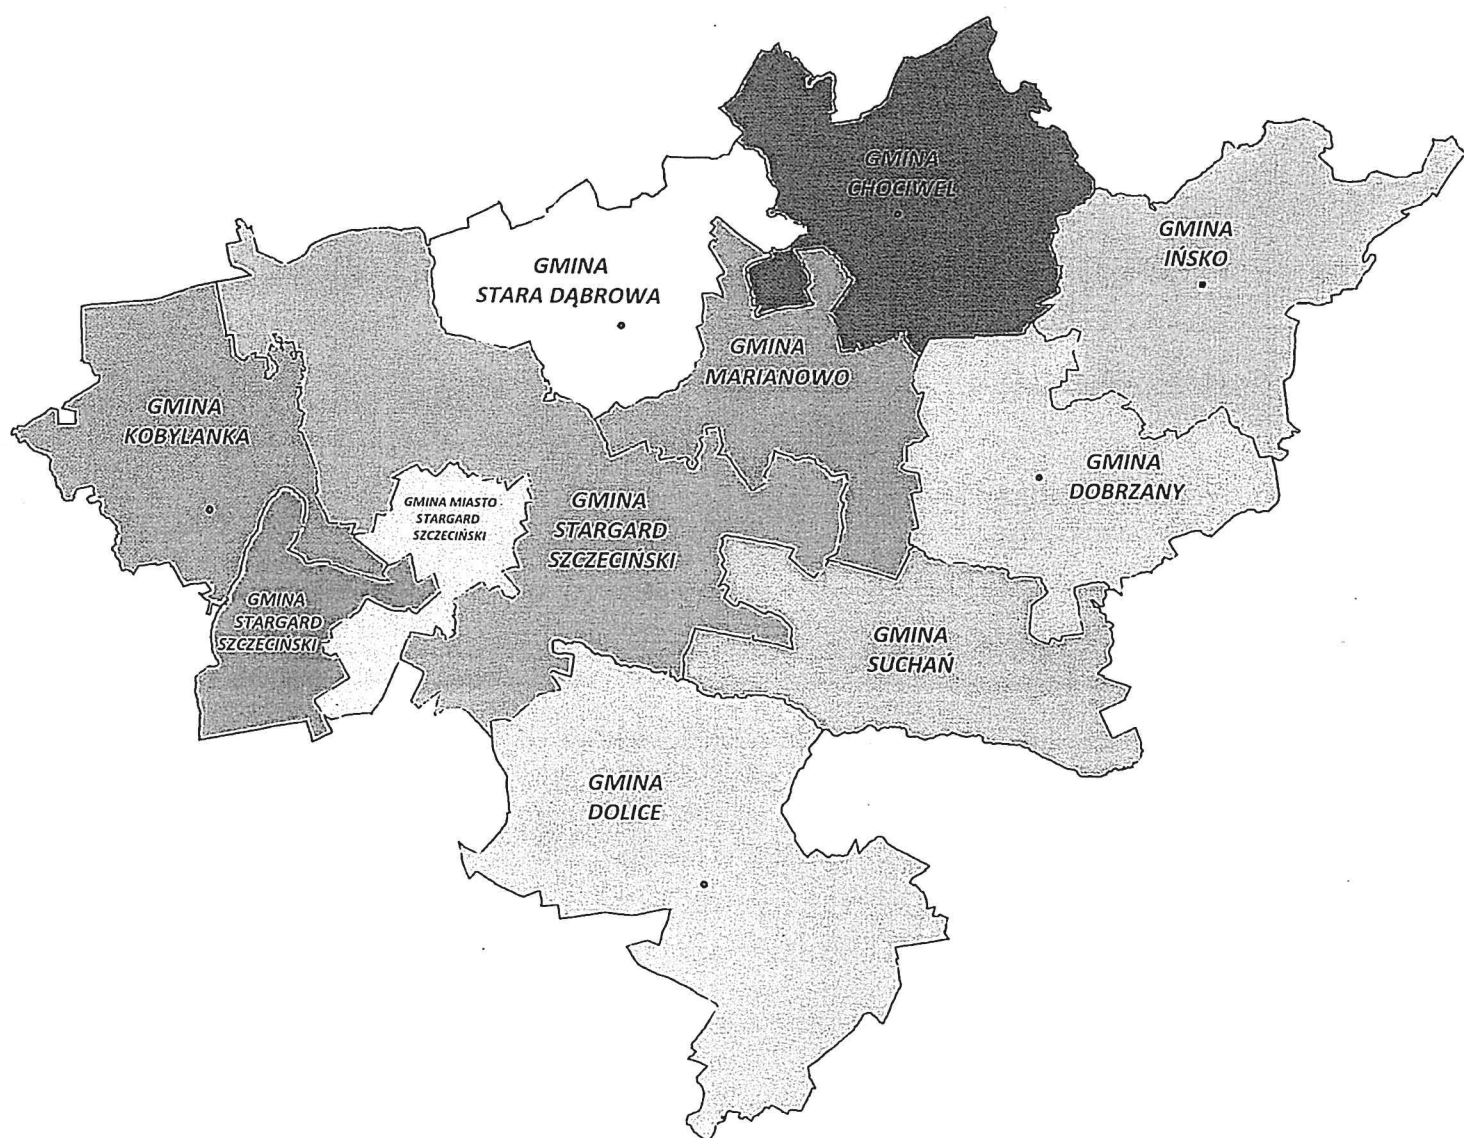 GMINA
CHOCIWEL
GMINA
IŃSKO
GMINA
STARA DĄBROWA
GMINA
MARIANOWO
GMINA
KOBYLANKA
GMINA
DOBRZANY
GMINA MIASTO
STARGARD
SZCZECIŃSKI
GMINA
STARGARD
SZCZECIŃSKI
GMINA
STARGARD
SZCZECIŃSKI
GMINA
SUCHAŃ
GMINA
DOLICE